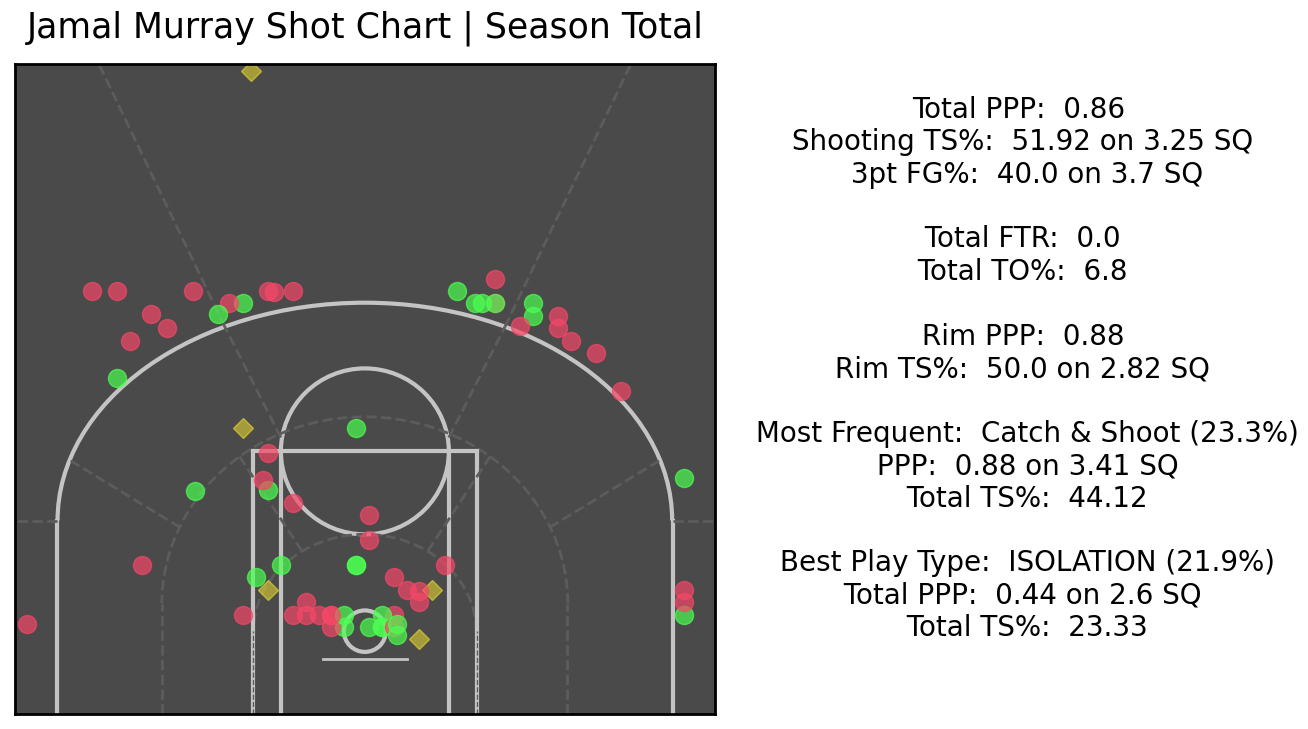 Jamal Murray Shot Chart | Season Total
Total PPP: 0.86
Shooting TS%: 51.92 on 3.25 SQ
3pt FG%: 40.0 on 3.7 SQ
Total FTR: 0.0
Total TO%: 6.8
Rim PPP: 0.88
Rim TS%: 50.0 on 2.82 SQ
Most Frequent: Catch & Shoot (23.3%)
PPP: 0.88 on 3.41 SQ
Total TS%: 44.12
Best Play Type: ISOLATION (21.9%)
Total PPP: 0.44 on 2.6 SQ
Total TS%: 23.33